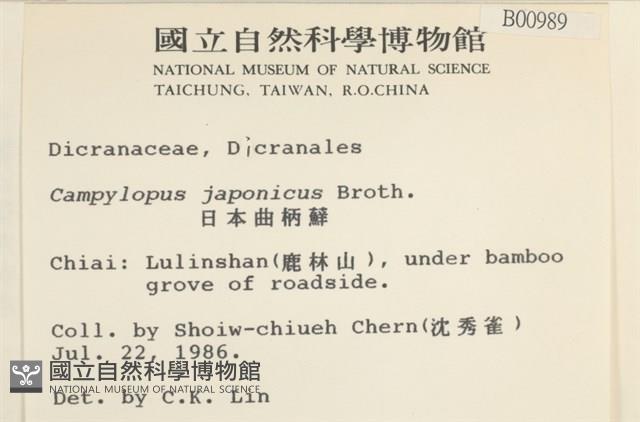 B00989
國立自然科學博物館
NATIONAL MUSEUM OF NATURAL SCIENCE
TAICHUNG, TAIWAN, R.O.CHINA
Dicranaceae, Dicranales
Campylopus japonicus Broth.
日本曲柄蘚
Chiai: Lulinshan(鹿林山), under bamboo
grove of roadside.
Coll. by Shoiw-chiueh Chern(沈秀雀)
Jul. 22, 1986.
國立自然科學博物館
NATIONAL MUSEUM OF NATURAL SCIENCE
Det. by C.K. Lin